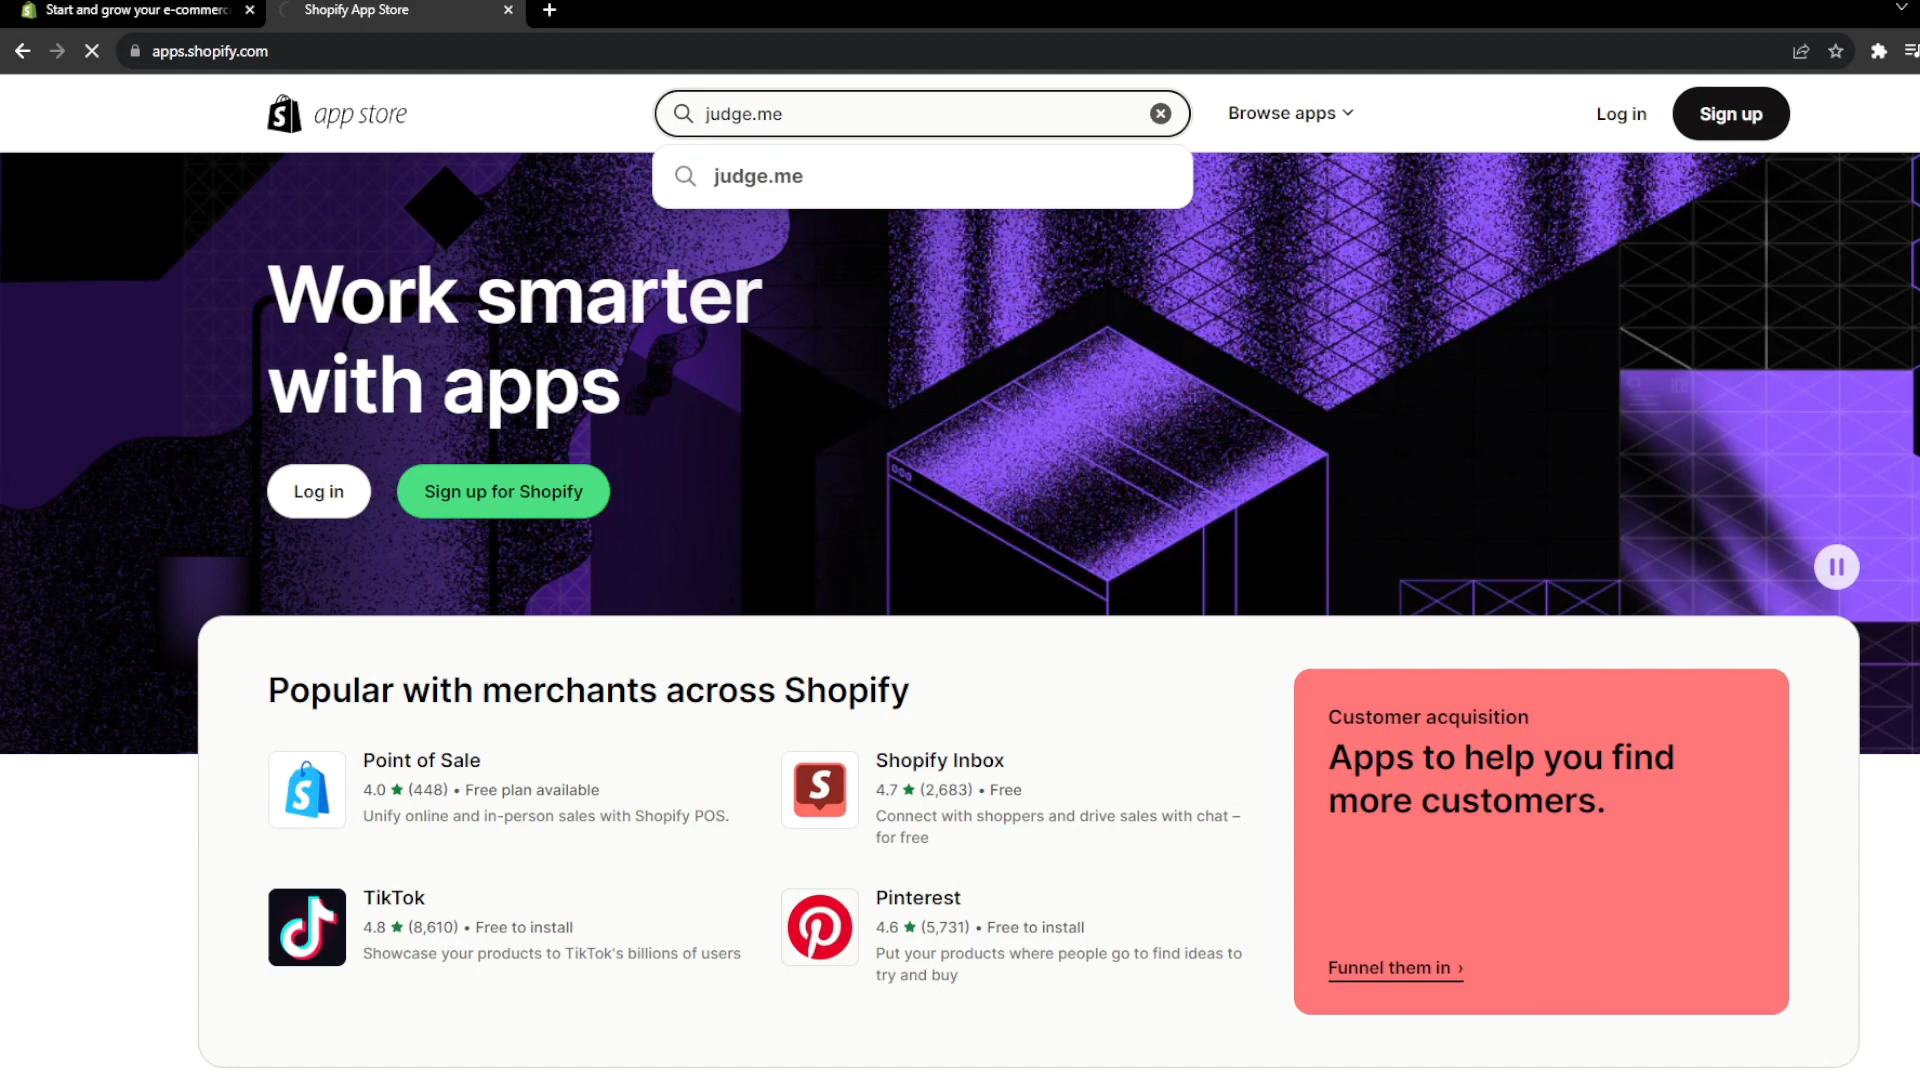 Start and grow your e-commerc
Shopify App Store
apps.shopify.com
app store
judge.me
Browse apps
Log in
Sign up
judge.me
Work smarter
with apps
Log in
Sign up for Shopify
Popular with merchants across Shopify
Point of Sale
4.0 ★ (448) • Free plan available
Unify online and in-person sales with Shopify POS.
Shopify Inbox
4.7 ★ (2,683) • Free
Connect with shoppers and drive sales with chat –
for free
TikTok
4.8 ★ (8,610) • Free to install
Showcase your products to TikTok's billions of users
Pinterest
4.6 ★ (5,731) • Free to install
Put your products where people go to find ideas to
try and buy
Customer acquisition
Apps to help you find
more customers.
Funnel them in ›